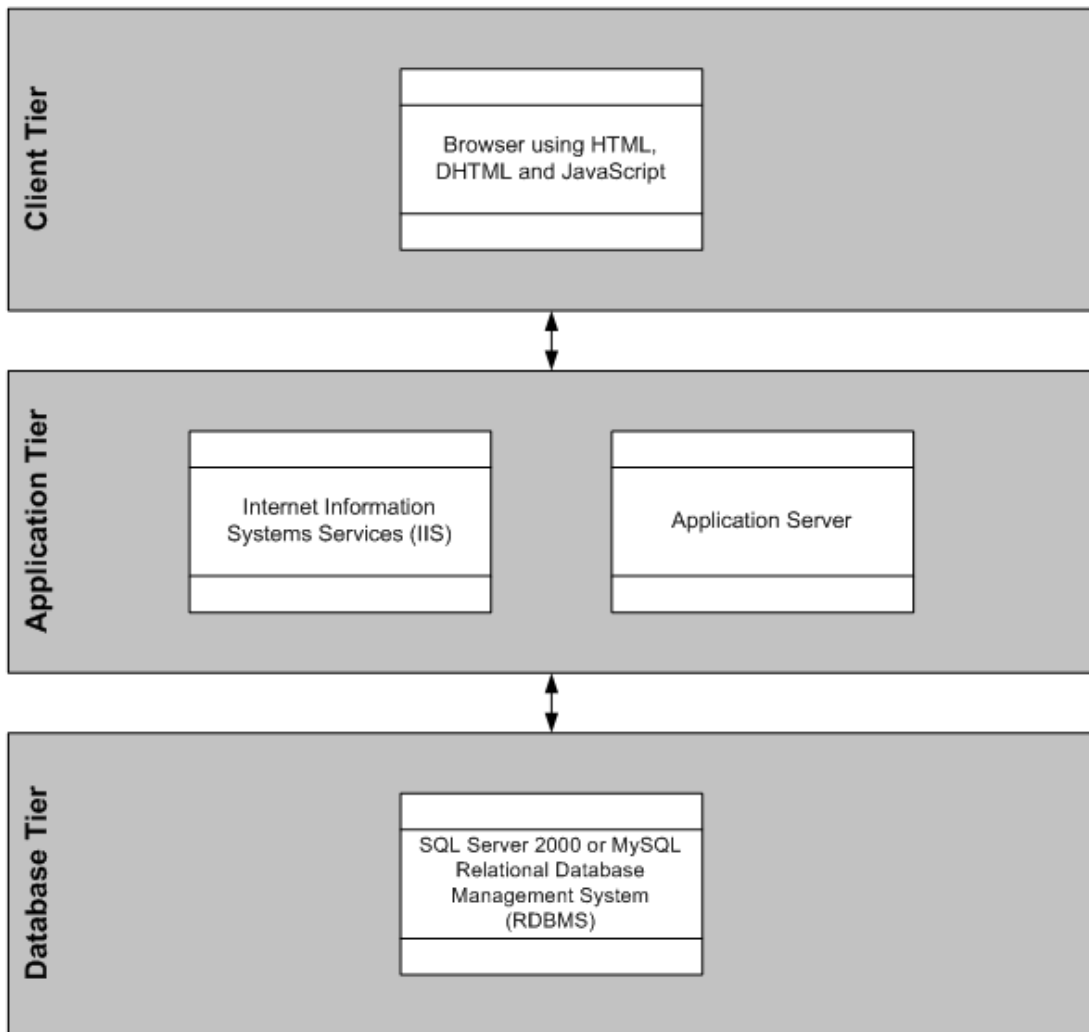 Client Tier
Browser using HTML,
DHTML and JavaScript
Application Tier
Internet Information
Systems Services (IIS)
Application Server
Database Tier
SQL Server 2000 or MySQL
Relational Database
Management System
(RDBMS)